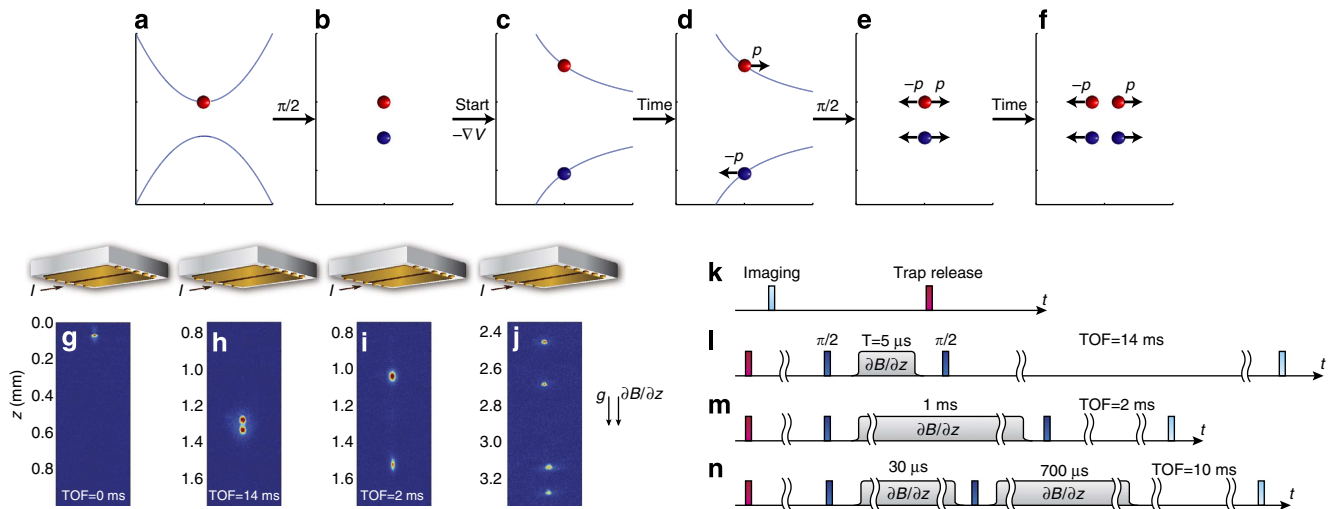 a b c d e f
π/2
Start
−∇V
Time
p
−p
π/2
−p p
Time
−p p
I I I I
k
Imaging
Trap release
t
g
z (mm)
0.0
0.2
0.4
0.6
0.8
TOF=0 ms
h
0.8
1.0
1.2
1.4
1.6
TOF=14 ms
i
0.8
1.0
1.2
1.4
1.6
TOF=2 ms
j
2.4
2.6
2.8
3.0
3.2
g ∂B/∂z
l
π/2
T=5 μs
∂B/∂z
π/2
TOF=14 ms
t
m
1 ms
∂B/∂z
TOF=2 ms
t
n
30 μs
∂B/∂z
700 μs
∂B/∂z
TOF=10 ms
t